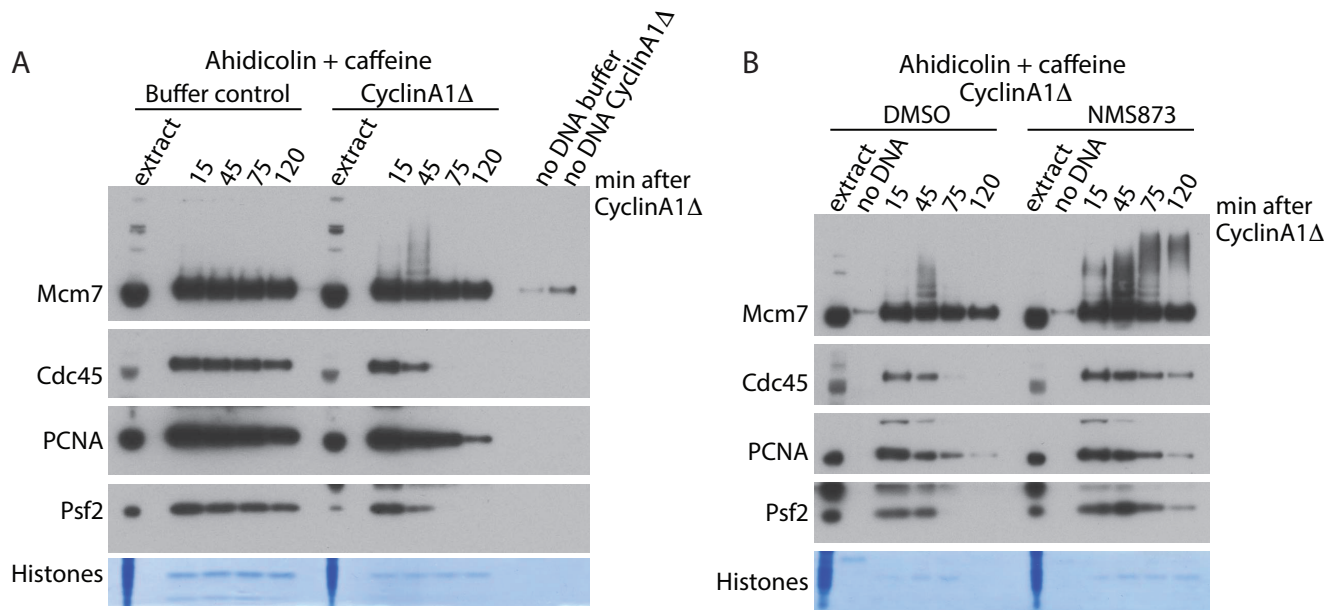 A
Ahidicolin + caffeine
Buffer control
CyclinA1Δ
extract
15
45
75
120
extract
15
45
75
120
no DNA buffer
no DNA CyclinA1Δ
min after
CyclinA1Δ
Mcm7
Cdc45
PCNA
Psf2
Histones
B
Ahidicolin + caffeine
CyclinA1Δ
DMSO
NMS873
extract
no DNA
15
45
75
120
extract
no DNA
15
45
75
120
min after
CyclinA1Δ
Mcm7
Cdc45
PCNA
Psf2
Histones